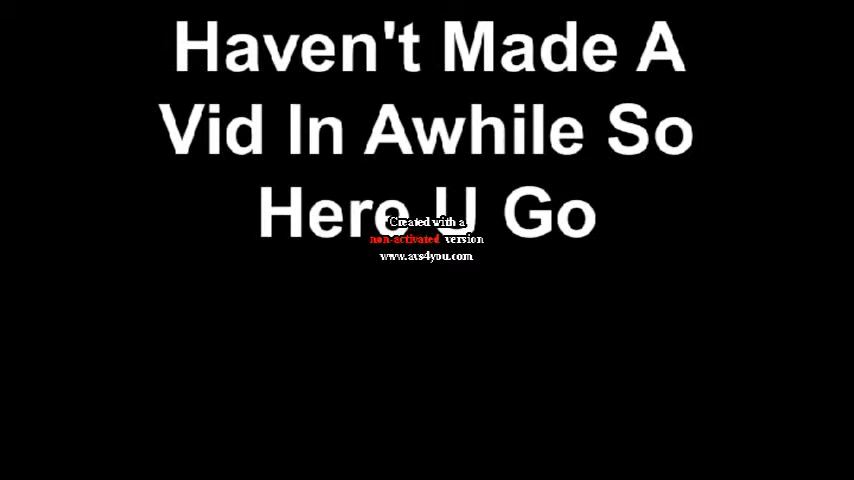 Haven't Made A
Vid In Awhile So
Here U Go
Created with a
non-activated version
www.avs4you.com